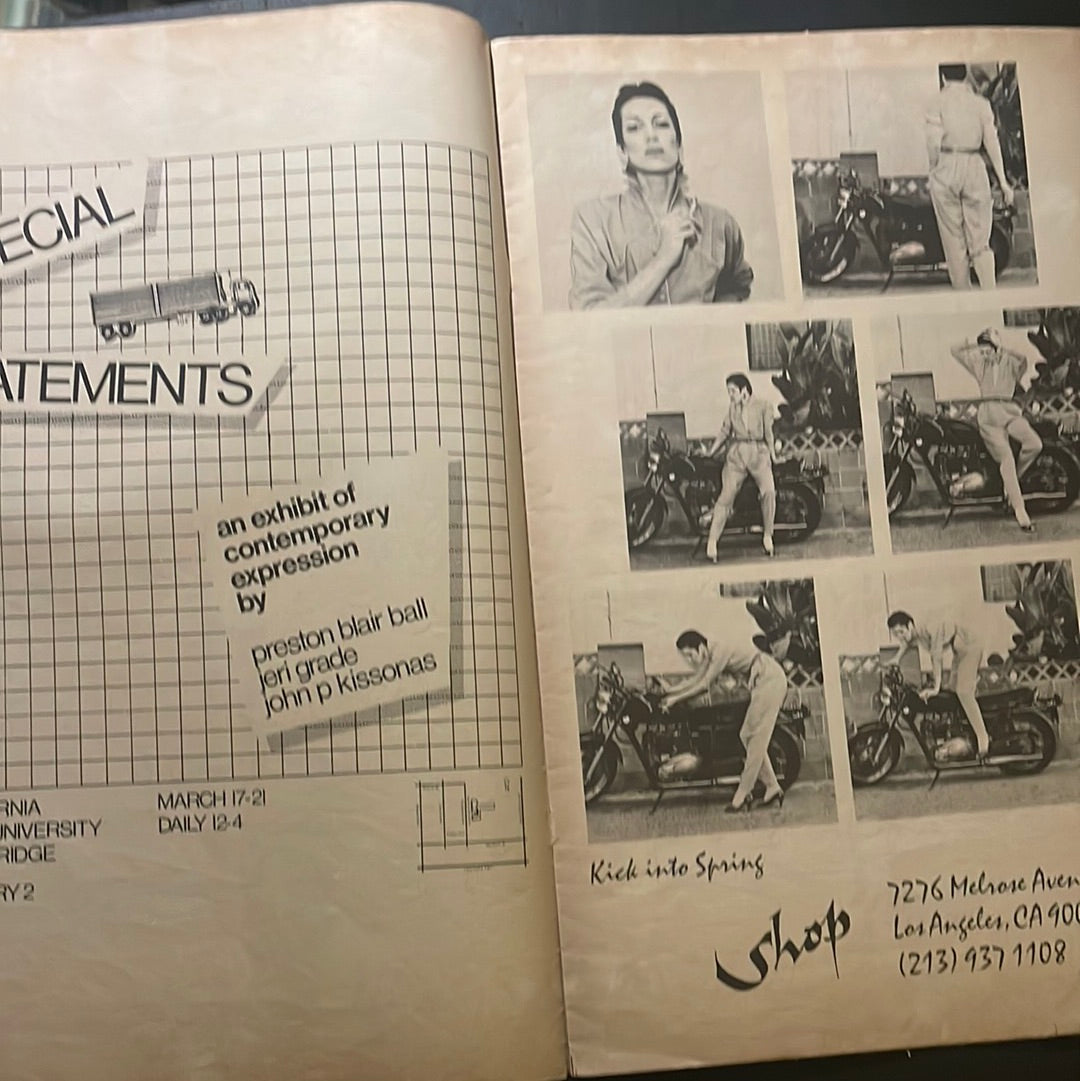 ECIAL
ATEMENTS
an exhibit of
contemporary
expression
by
preston blair ball
jeri grade
john p kissonas
RNIA
UNIVERSITY
RIDGE
RY 2
MARCH 17-21
DAILY 12-4
Kick into Spring
Shop
7276 Melrose Aven
Los Angeles, CA 900
(213) 937 1108